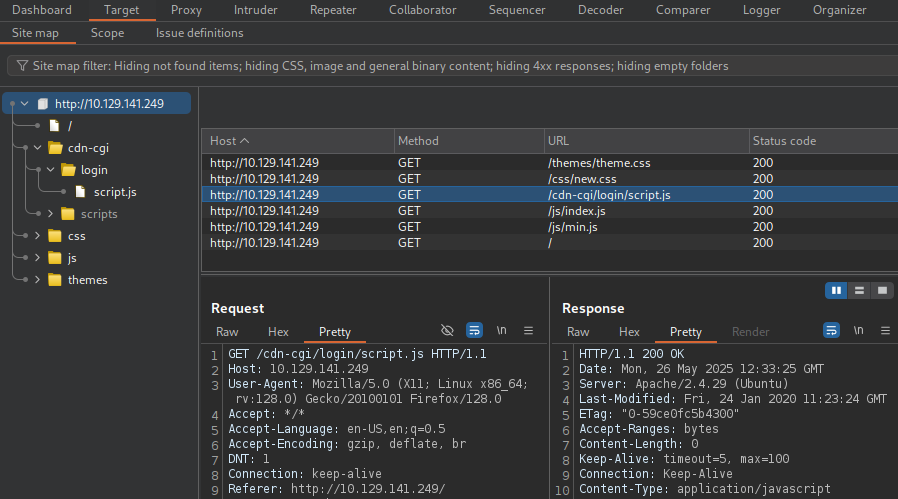 Dashboard Target Proxy Intruder Repeater Collaborator Sequencer Decoder Comparer Logger Organizer
Site map Scope Issue definitions
Site map filter: Hiding not found items; hiding CSS, image and general binary content; hiding 4xx responses; hiding empty folders
http://10.129.141.249
/
cdn-cgi
login
script.js
scripts
css
js
themes
Host Method URL Status code
http://10.129.141.249 GET /themes/theme.css 200
http://10.129.141.249 GET /css/new.css 200
http://10.129.141.249 GET /cdn-cgi/login/script.js 200
http://10.129.141.249 GET /js/index.js 200
http://10.129.141.249 GET /js/min.js 200
http://10.129.141.249 GET / 200
Request
Raw Hex Pretty \n
1 GET /cdn-cgi/login/script.js HTTP/1.1
2 Host: 10.129.141.249
3 User-Agent: Mozilla/5.0 (X11; Linux x86_64;
rv:128.0) Gecko/20100101 Firefox/128.0
4 Accept: */*
5 Accept-Language: en-US,en;q=0.5
6 Accept-Encoding: gzip, deflate, br
7 DNT: 1
8 Connection: keep-alive
9 Referer: http://10.129.141.249/
Response
Raw Hex Pretty Render \n
1 HTTP/1.1 200 OK
2 Date: Mon, 26 May 2025 12:33:25 GMT
3 Server: Apache/2.4.29 (Ubuntu)
4 Last-Modified: Fri, 24 Jan 2020 11:23:24 GMT
5 ETag: "0-59ce0fc5b4300"
6 Accept-Ranges: bytes
7 Content-Length: 0
8 Keep-Alive: timeout=5, max=100
9 Connection: Keep-Alive
10 Content-Type: application/javascript